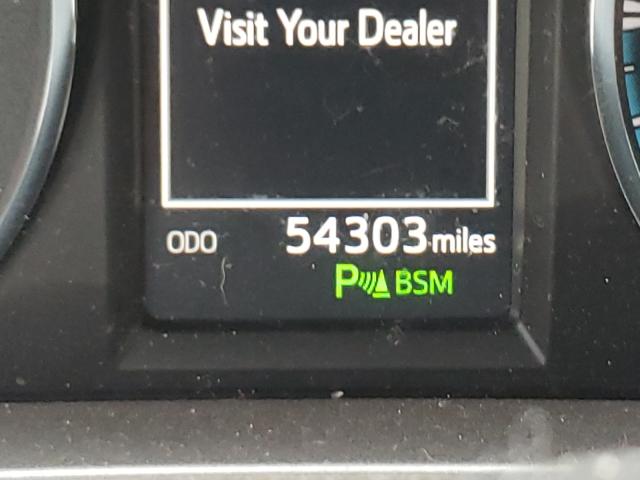 Visit Your Dealer
ODO 54303 miles
P BSM